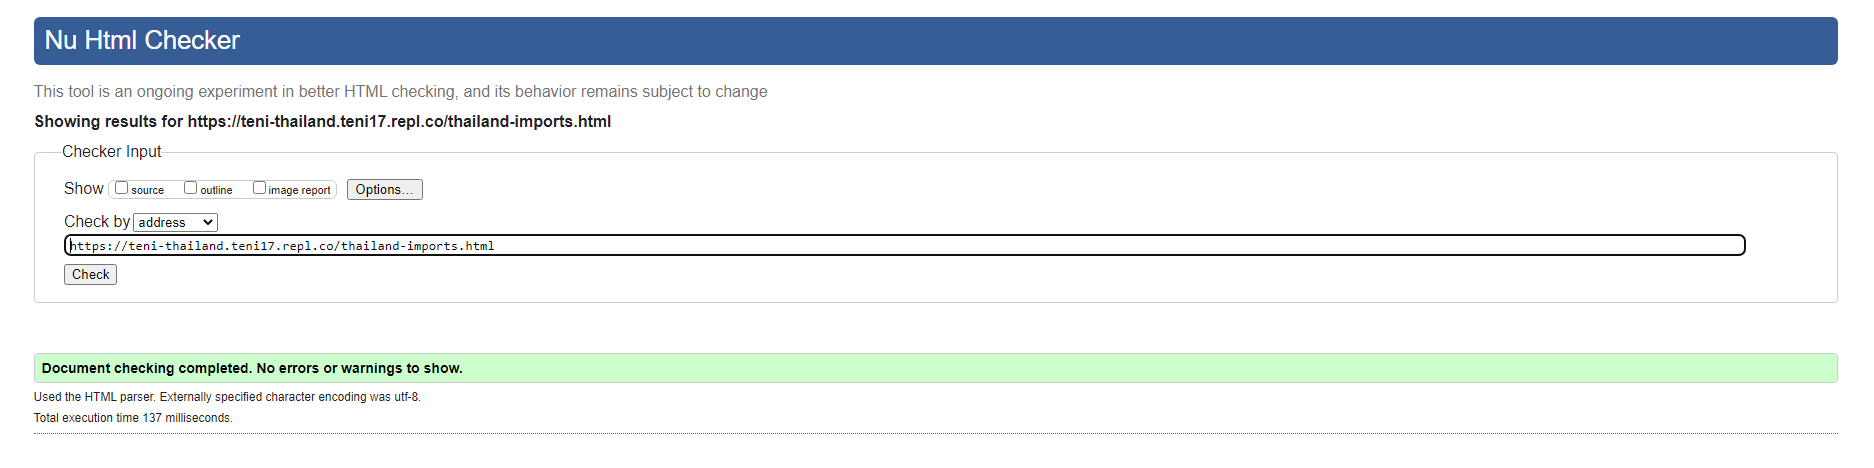 Nu Html Checker
This tool is an ongoing experiment in better HTML checking, and its behavior remains subject to change
Showing results for https://teni-thailand.teni17.repl.co/thailand-imports.html
Checker Input
Show source outline image report Options...
Check by address
https://teni-thailand.teni17.repl.co/thailand-imports.html
Check
Document checking completed. No errors or warnings to show.
Used the HTML parser. Externally specified character encoding was utf-8.
Total execution time 137 milliseconds.